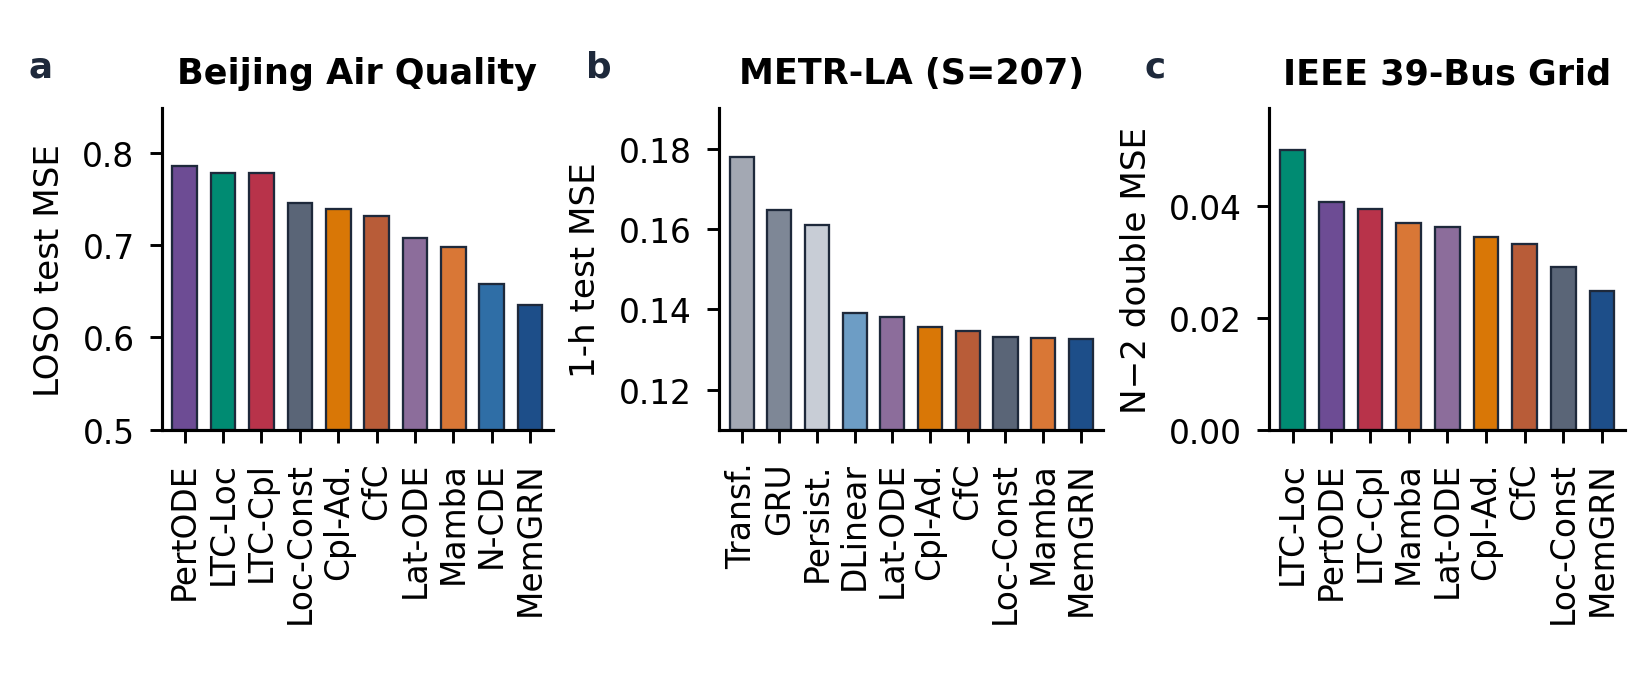 a
Beijing Air Quality
LOSO test MSE
0.8
0.7
0.6
0.5
PertODE
LTC-Loc
LTC-Cpl
Loc-Const
Cpl-Ad.
CfC
Lat-ODE
Mamba
N-CDE
MemGRN
b
METR-LA (S=207)
1-h test MSE
0.18
0.16
0.14
0.12
Transf.
GRU
Persist.
DLinear
Lat-ODE
Cpl-Ad.
CfC
Loc-Const
Mamba
MemGRN
c
IEEE 39-Bus Grid
N−2 double MSE
0.04
0.02
0.00
LTC-Loc
PertODE
LTC-Cpl
Mamba
Lat-ODE
Cpl-Ad.
CfC
Loc-Const
MemGRN